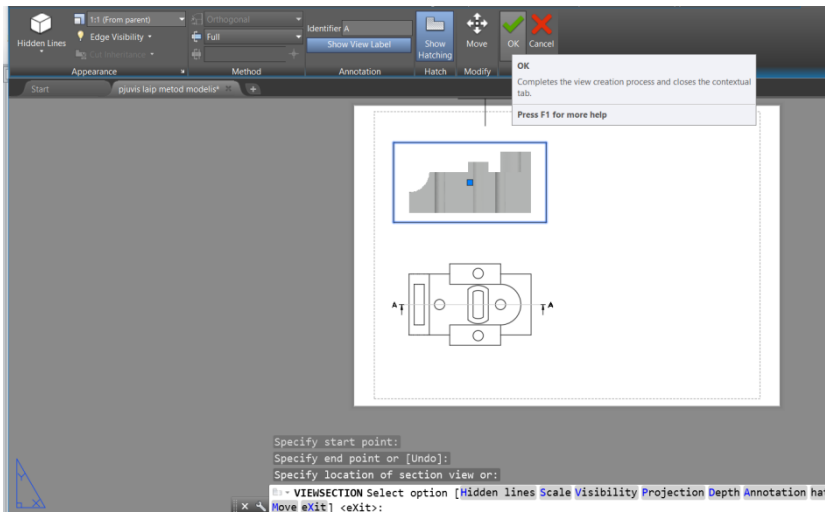 1:1 (From parent)
Orthogonal
Hidden Lines
Edge Visibility
Full
Cut Inheritance
Identifier A
Show View Label
Show
Hatching
Move
OK
Cancel
Appearance
Method
Annotation
Hatch
Modify
OK
Completes the view creation process and closes the contextual
tab.
Press F1 for more help
Start
pjuvis laip metod modelis*
A
A
Specify start point:
Specify end point or [Undo]:
Specify location of section view or:
VIEWSECTION Select option [Hidden lines Scale Visibility Projection Depth Annotation hat
Move eXit] <eXit>:
Y
X